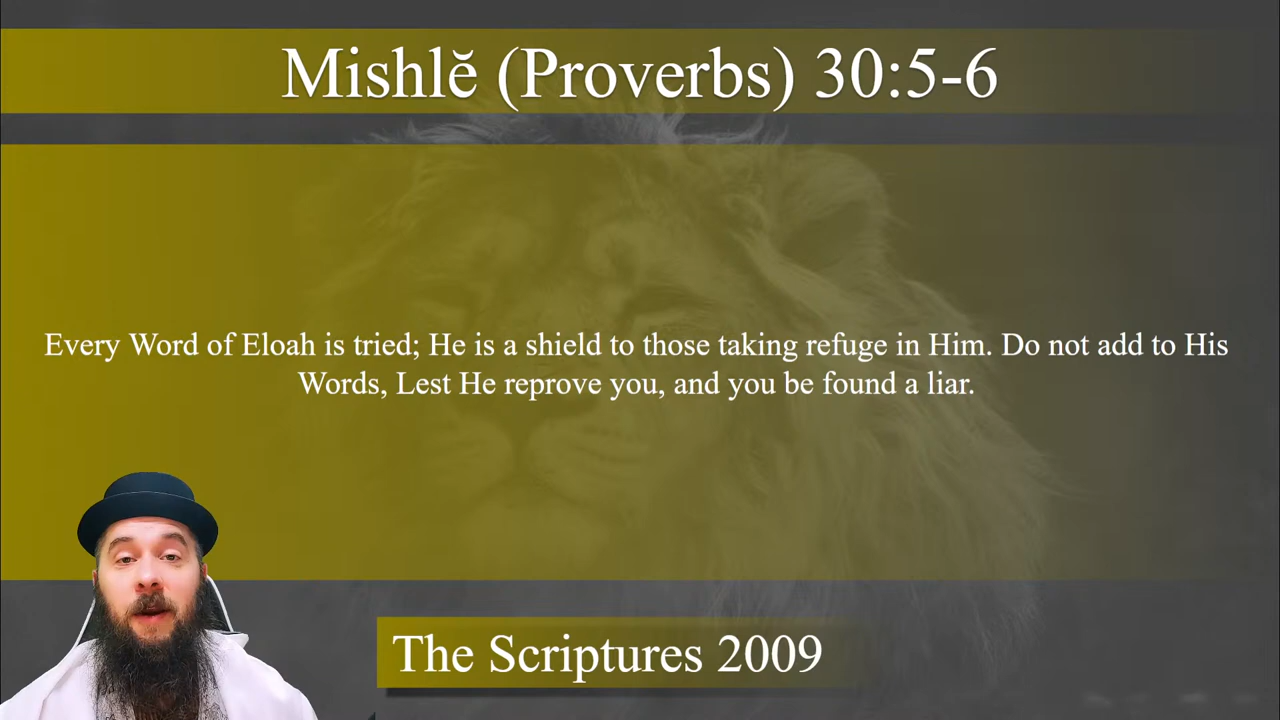 Mishlĕ (Proverbs) 30:5-6
Every Word of Eloah is tried; He is a shield to those taking refuge in Him. Do not add to His
Words, Lest He reprove you, and you be found a liar.
The Scriptures 2009